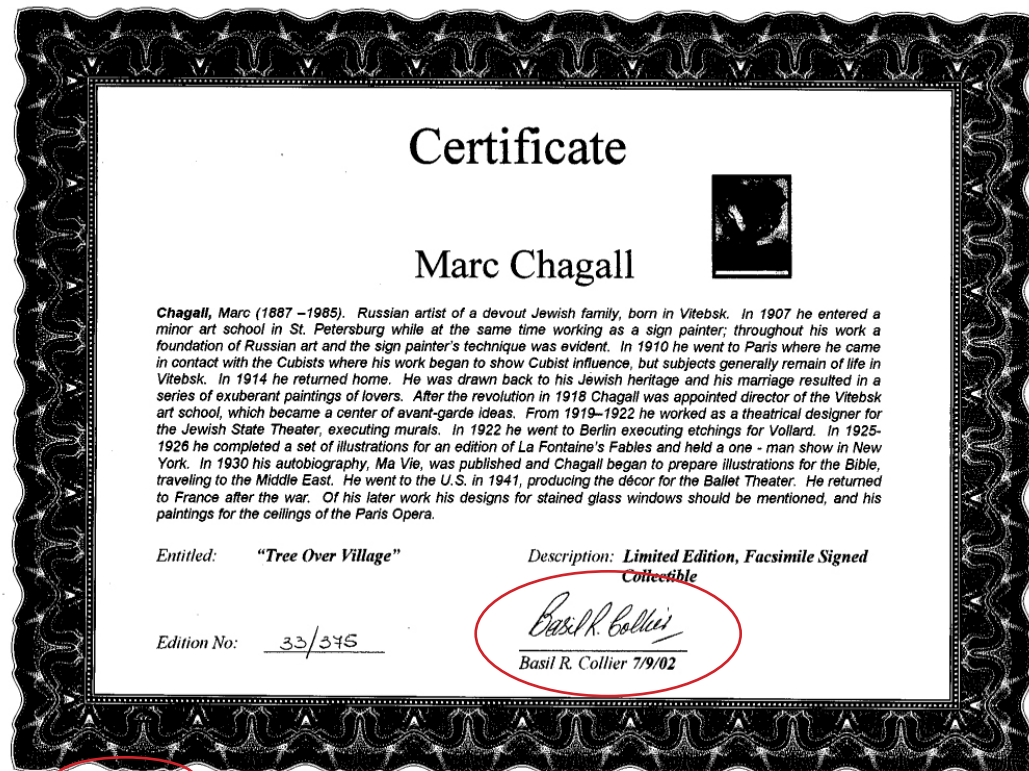 Certificate
Marc Chagall
Chagall, Marc (1887 –1985). Russian artist of a devout Jewish family, born in Vitebsk. In 1907 he entered a
minor art school in St. Petersburg while at the same time working as a sign painter; throughout his work a
foundation of Russian art and the sign painter's technique was evident. In 1910 he went to Paris where he came
in contact with the Cubists where his work began to show Cubist influence, but subjects generally remain of life in
Vitebsk. In 1914 he returned home. He was drawn back to his Jewish heritage and his marriage resulted in a
series of exuberant paintings of lovers. After the revolution in 1918 Chagall was appointed director of the Vitebsk
art school, which became a center of avant-garde ideas. From 1919–1922 he worked as a theatrical designer for
the Jewish State Theater, executing murals. In 1922 he went to Berlin executing etchings for Vollard. In 1925-
1926 he completed a set of illustrations for an edition of La Fontaine's Fables and held a one - man show in New
York. In 1930 his autobiography, Ma Vie, was published and Chagall began to prepare illustrations for the Bible,
traveling to the Middle East. He went to the U.S. in 1941, producing the décor for the Ballet Theater. He returned
to France after the war. Of his later work his designs for stained glass windows should be mentioned, and his
paintings for the ceilings of the Paris Opera.
Entitled: "Tree Over Village" Description: Limited Edition, Facsimile Signed
Collectible
Basil R. Collier
Edition No: 33/375
Basil R. Collier 7/9/02